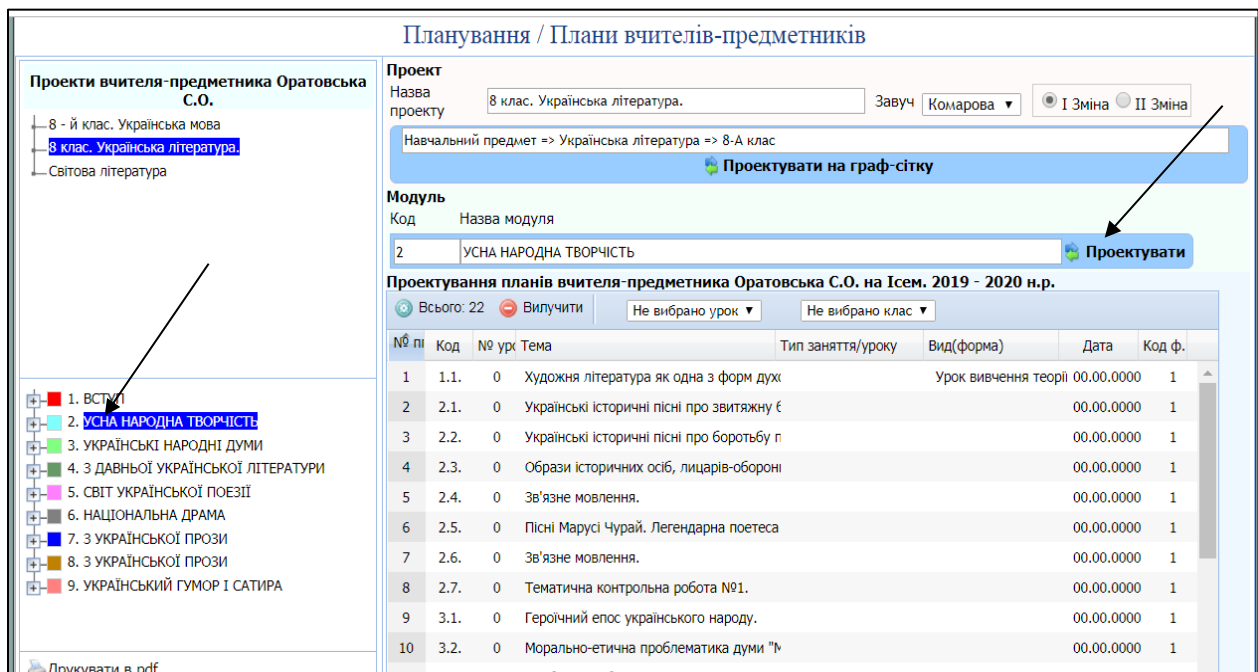 Планування / Плани вчителів-предметників
Проекти вчителя-предметника Оратовська
С.О.
8 - й клас. Українська мова
8 клас. Українська література.
Світова література
1. ВСТУП
2. УСНА НАРОДНА ТВОРЧІСТЬ
3. УКРАЇНСЬКІ НАРОДНІ ДУМИ
4. З ДАВНЬОЇ УКРАЇНСЬКОЇ ЛІТЕРАТУРИ
5. СВІТ УКРАЇНСЬКОЇ ПОЕЗІЇ
6. НАЦІОНАЛЬНА ДРАМА
7. З УКРАЇНСЬКОЇ ПРОЗИ
8. З УКРАЇНСЬКОЇ ПРОЗИ
9. УКРАЇНСЬКИЙ ГУМОР І САТИРА
Друкувати в pdf
Проект
Назва
проекту
8 клас. Українська література. Завуч Комарова І Зміна ІІ Зміна
Навчальний предмет => Українська література => 8-А клас
Проектувати на граф-сітку
Модуль
Код Назва модуля
2 УСНА НАРОДНА ТВОРЧІСТЬ Проектувати
Проектування планів вчителя-предметника Оратовська С.О. на Ісем. 2019 - 2020 н.р.
Всього: 22 Вилучити Не вибрано урок Не вибрано клас
№ пі Код № уро Тема Тип заняття/уроку Вид(форма) Дата Код ф.
1 1.1. 0 Художня література як одна з форм духо Урок вивчення теорії 00.00.0000 1
2 2.1. 0 Українські історичні пісні про звитяжну б 00.00.0000 1
3 2.2. 0 Українські історичні пісні про боротьбу п 00.00.0000 1
4 2.3. 0 Образи історичних осіб, лицарів-оборон 00.00.0000 1
5 2.4. 0 Зв'язне мовлення. 00.00.0000 1
6 2.5. 0 Пісні Марусі Чурай. Легендарна поетеса 00.00.0000 1
7 2.6. 0 Зв'язне мовлення. 00.00.0000 1
8 2.7. 0 Тематична контрольна робота №1. 00.00.0000 1
9 3.1. 0 Героїчний епос українського народу. 00.00.0000 1
10 3.2. 0 Морально-етична проблематика думи "М 00.00.0000 1